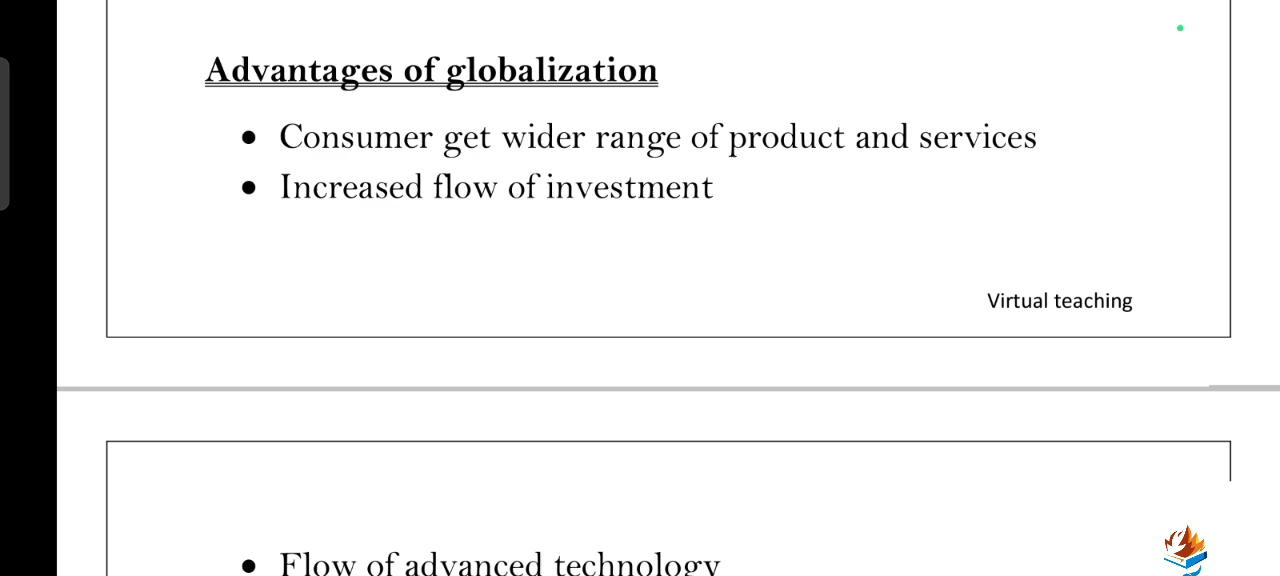 Advantages of globalization
● Consumer get wider range of product and services
● Increased flow of investment
Virtual teaching
● Flow of advanced technology